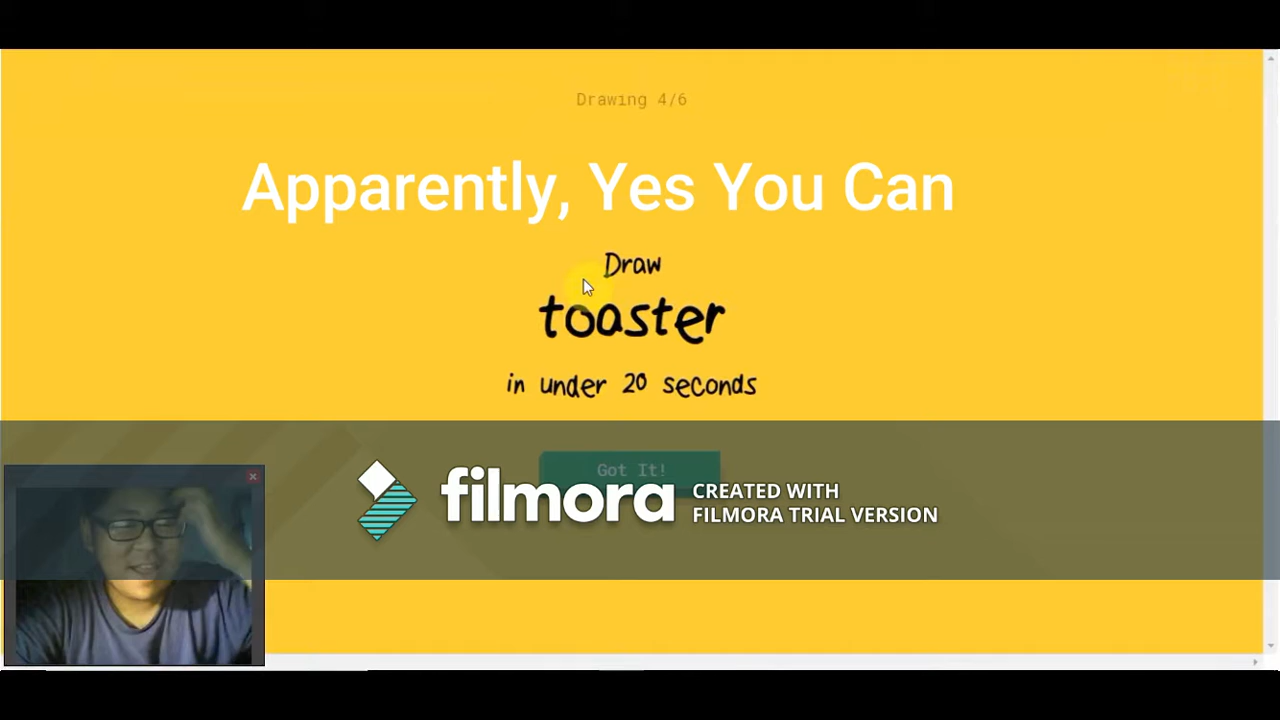 Drawing 4/6
Apparently, Yes You Can
Draw
toaster
in under 20 seconds
Got It!
filmora
CREATED WITH
FILMORA TRIAL VERSION